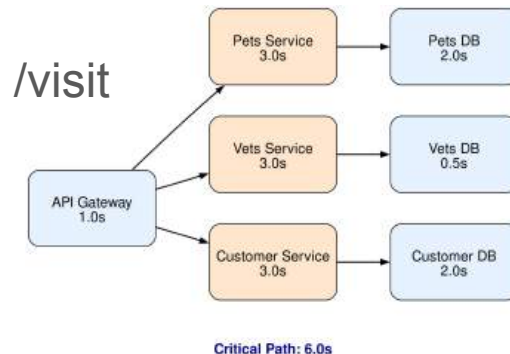 /visit
Pets Service
3.0s
Pets DB
2.0s
Vets Service
3.0s
Vets DB
0.5s
API Gateway
1.0s
Customer Service
3.0s
Customer DB
2.0s
Critical Path: 6.0s